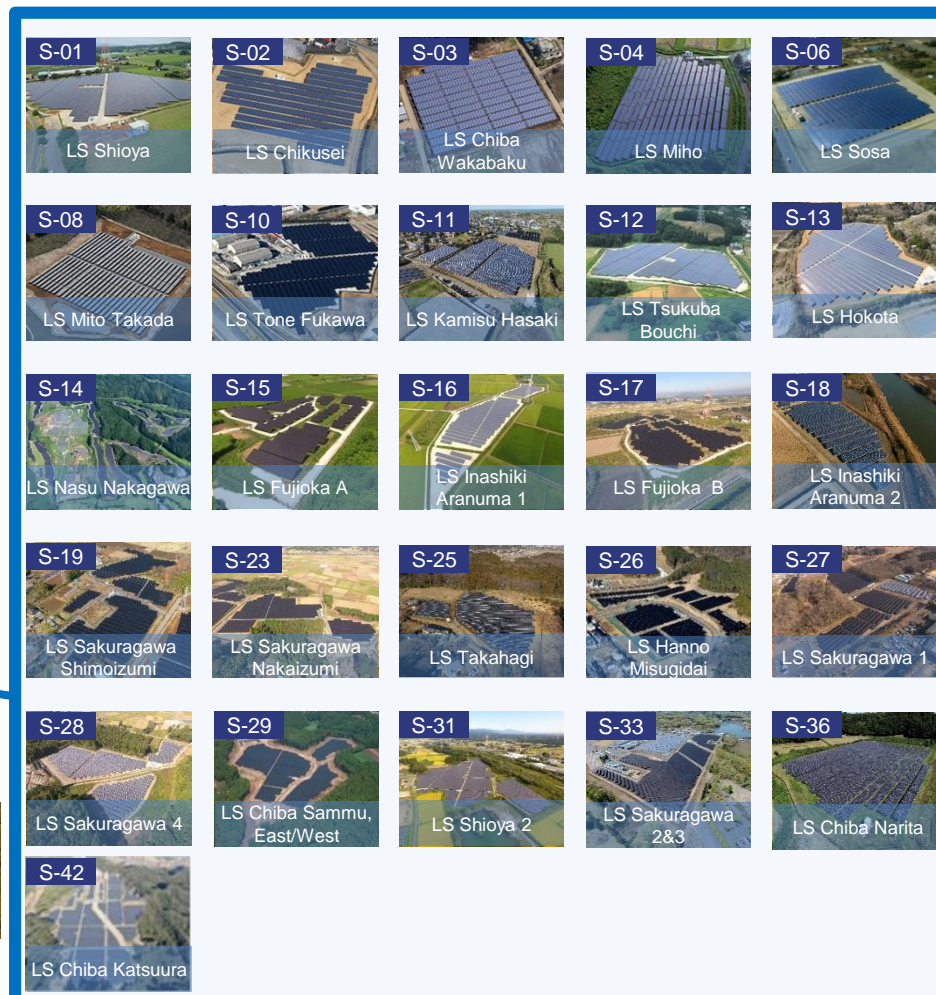 S-01
LS Shioya
S-02
LS Chikusei
S-03
LS Chiba
Wakabaku
S-04
LS Miho
S-06
LS Sosa
S-08
LS Mito Takada
S-10
LS Tone Fukawa
S-11
LS Kamisu Hasaki
S-12
LS Tsukuba
Bouchi
S-13
LS Hokota
S-14
LS Nasu Nakagawa
S-15
LS Fujioka A
S-16
LS Inashiki
Aranuma 1
S-17
LS Fujioka B
S-18
LS Inashiki
Aranuma 2
S-19
LS Sakuragawa
Shimoizumi
S-23
LS Sakuragawa
Nakaizumi
S-25
LS Takahagi
S-26
LS Hanno
Misugidai
S-27
LS Sakuragawa 1
S-28
LS Sakuragawa 4
S-29
LS Chiba Sammu,
East/West
S-31
LS Shioya 2
S-33
LS Sakuragawa
2&3
S-36
LS Chiba Narita
S-42
LS Chiba Katsuura